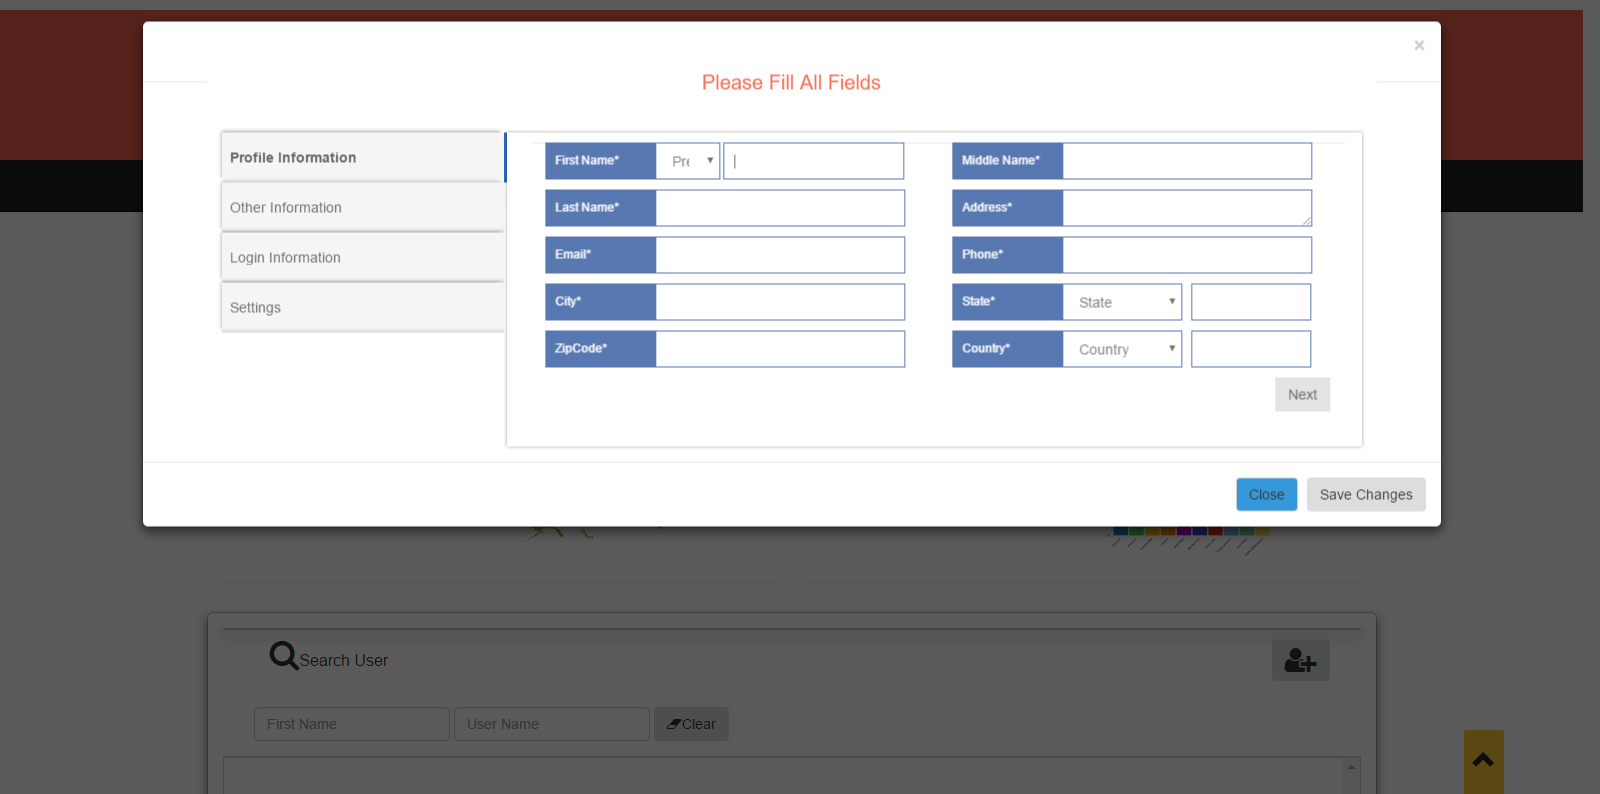 ×
Please Fill All Fields
Profile Information
Other Information
Login Information
Settings
First Name* Pre Middle Name*
Last Name* Address*
Email* Phone*
City* State* State
ZipCode* Country* Country
Next
Close Save Changes
Search User
First Name User Name Clear